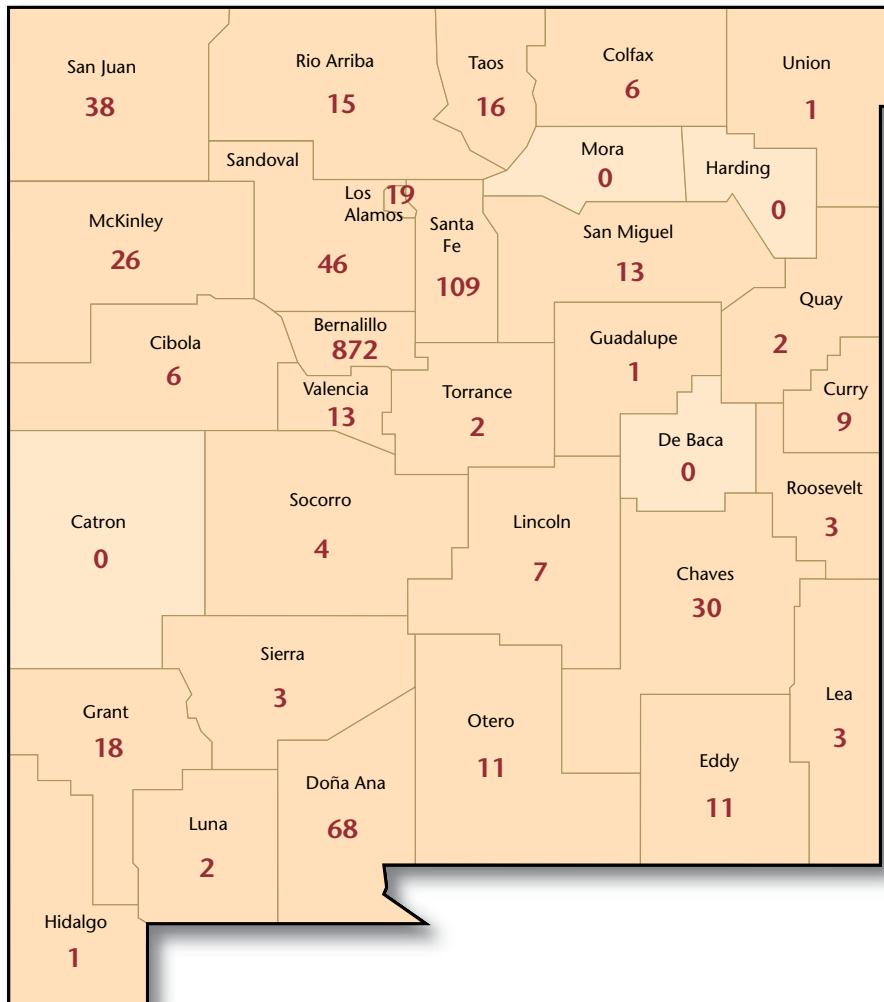 San Juan
38
Rio Arriba
15
Taos
16
Colfax
6
Union
1
Sandoval
46
Los
Alamos
19
Mora
0
Harding
0
McKinley
26
Santa
Fe
109
San Miguel
13
Quay
2
Bernalillo
872
Cibola
6
Guadalupe
1
Valencia
13
Torrance
2
Curry
9
De Baca
0
Roosevelt
3
Catron
0
Socorro
4
Lincoln
7
Chaves
30
Sierra
3
Grant
18
Otero
11
Lea
3
Eddy
11
Doña Ana
68
Luna
2
Hidalgo
1